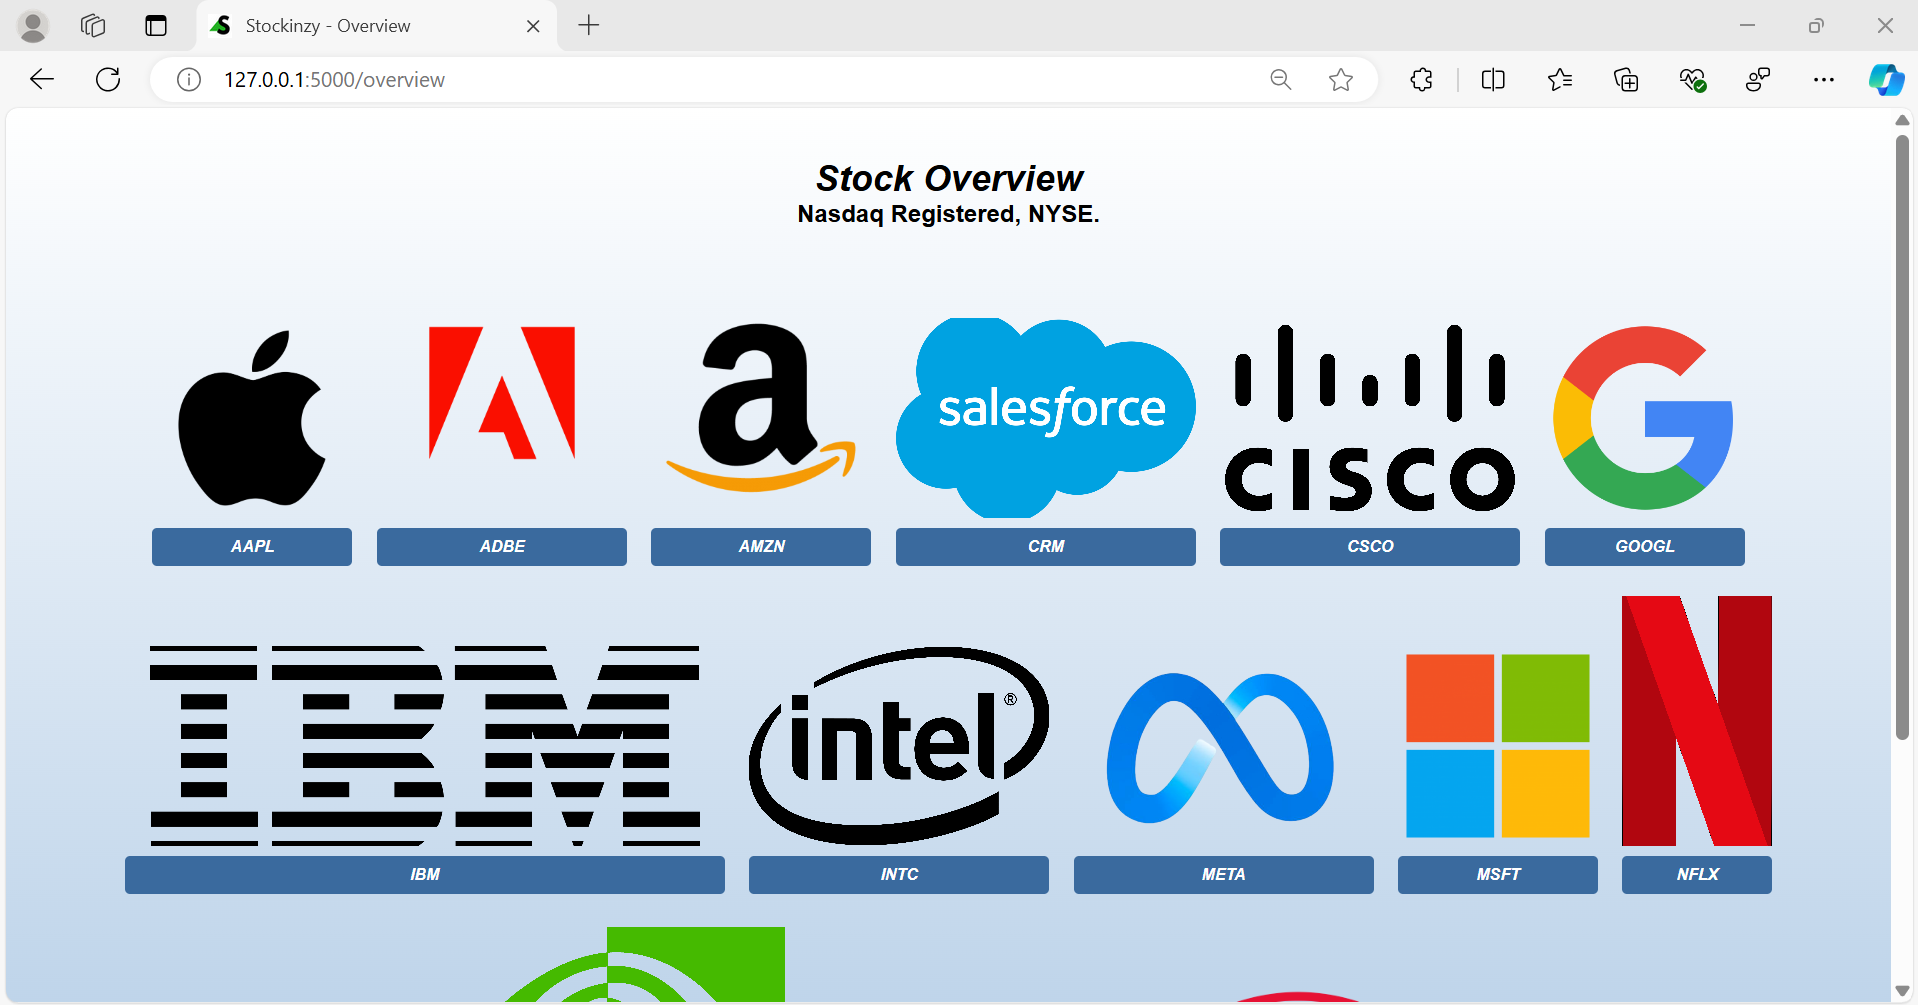 Stockinzy - Overview
127.0.0.1:5000/overview
Stock Overview
Nasdaq Registered, NYSE.
a
salesforce
CISCO
G
AAPL
ADBE
AMZN
CRM
CSCO
GOOGL
IBM
intel®
N
IBM
INTC
META
MSFT
NFLX